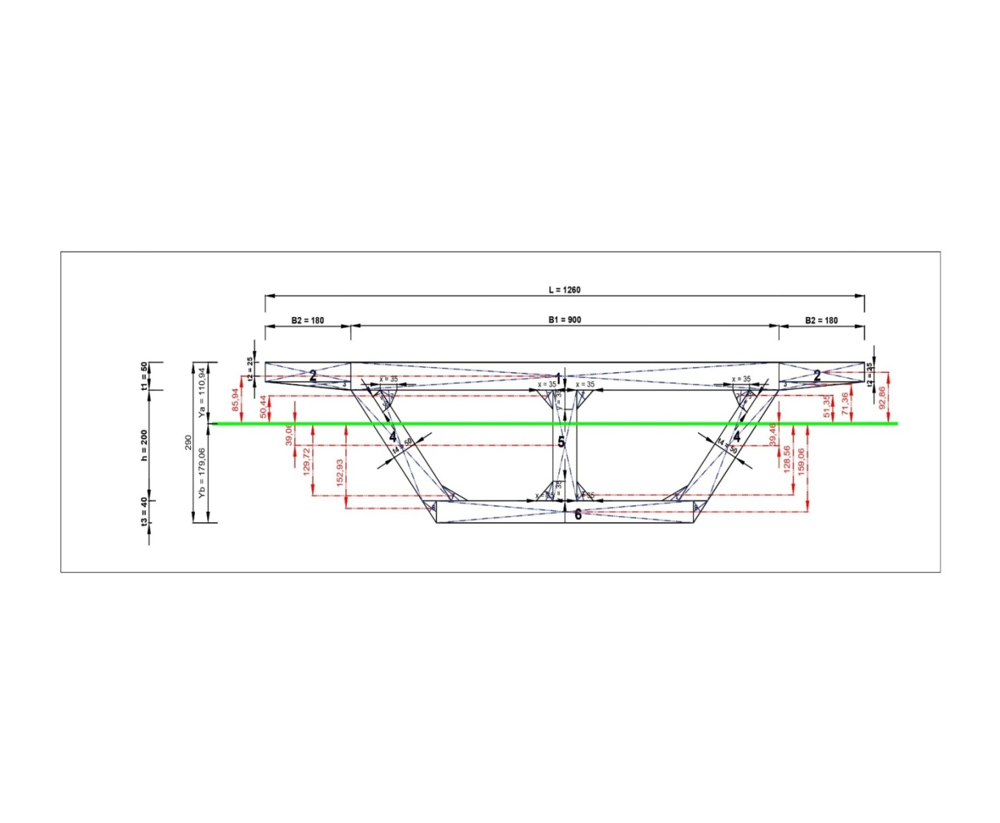 L = 1260
B2 = 180
B1 = 900
B2 = 180
t1 = 50
t2 = 25
Ya = 110,94
85,94
50,44
2
3
x = 35
x = 35
1
x = 35
x = 35
3
2
t2 = 25
51,35
71,36
92,86
h = 200
290
39,06
4
t4 = 50
5
4
t4 = 50
39,46
Yb = 179,06
129,72
152,93
128,56
159,06
t3 = 40
6